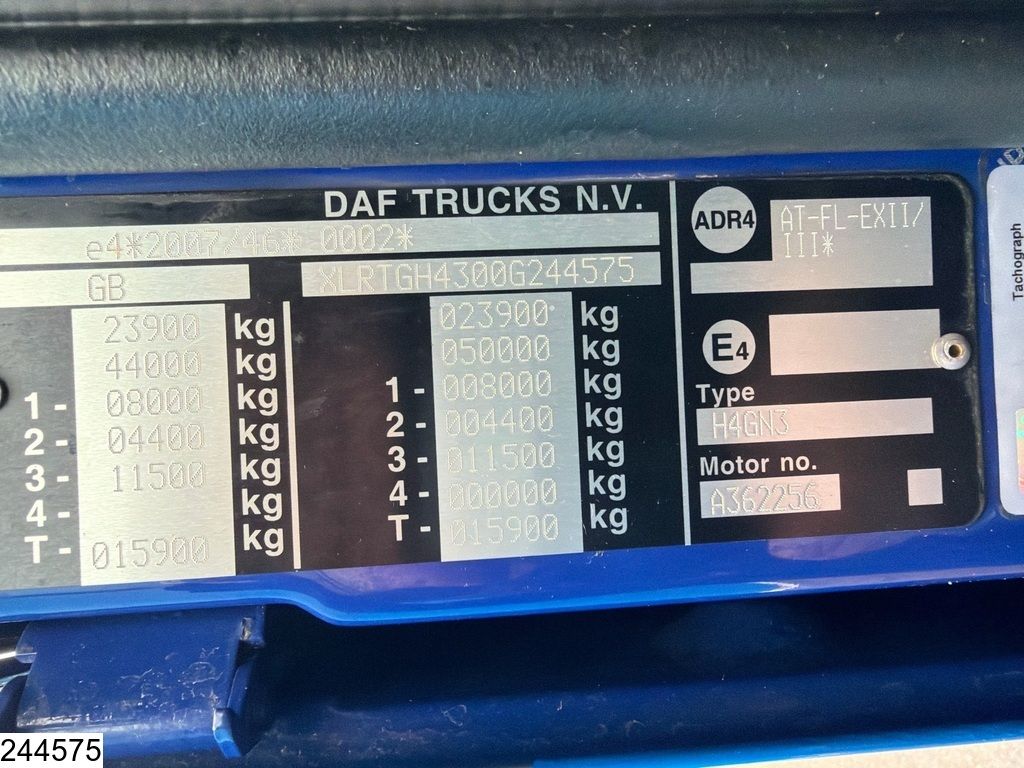 DAF TRUCKS N.V.
e4*2007/46* 0002*
GB XLRTGH4300G244575
23900 kg 023900 kg
44000 kg 050000 kg
1- 08000 kg 1- 008000 kg
2- 04400 kg 2- 004400 kg
3- 11500 kg 3- 011500 kg
4- kg 4- 000000 kg
T- 015900 kg T- 015900 kg
ADR4 AT-FL-EXII/
III*
E4
Type
H4GN3
Motor no.
A362256
Tachograph
244575